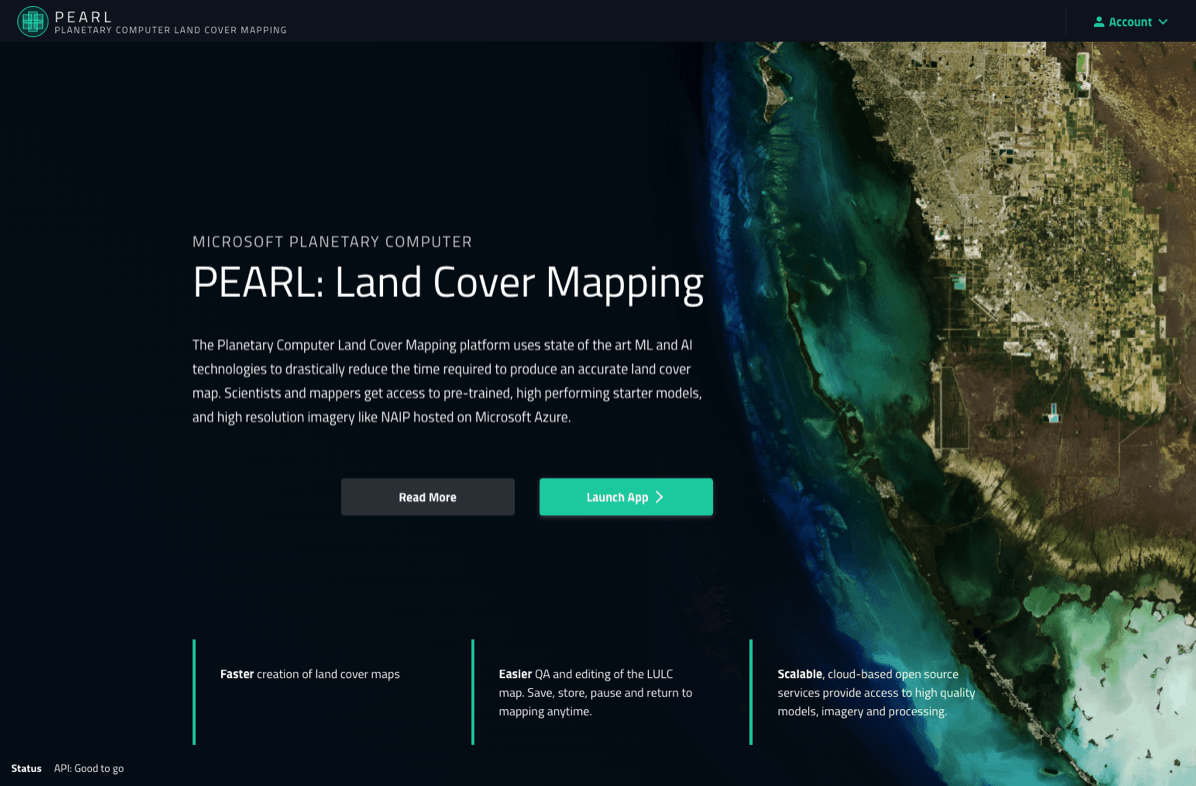 PEARL
PLANETARY COMPUTER LAND COVER MAPPING
Account
MICROSOFT PLANETARY COMPUTER
PEARL: Land Cover Mapping
The Planetary Computer Land Cover Mapping platform uses state of the art ML and AI
technologies to drastically reduce the time required to produce an accurate land cover
map. Scientists and mappers get access to pre-trained, high performing starter models,
and high resolution imagery like NAIP hosted on Microsoft Azure.
Read More
Launch App
Faster creation of land cover maps
Easier QA and editing of the LULC
map. Save, store, pause and return to
mapping anytime.
Scalable, cloud-based open source
services provide access to high quality
models, imagery and processing.
Status API: Good to go